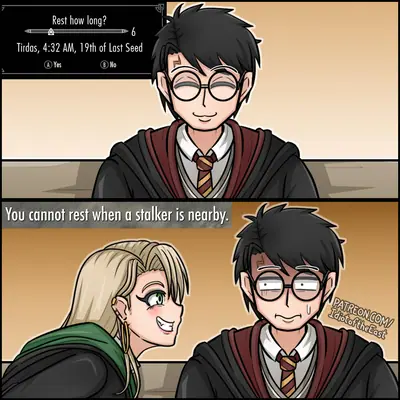 Rest how long?
6
Tirdas, 4:32 AM, 19th of Last Seed
A Yes B No
You cannot rest when a stalker is nearby.
PATREON.COM/
IdiotoftheEast